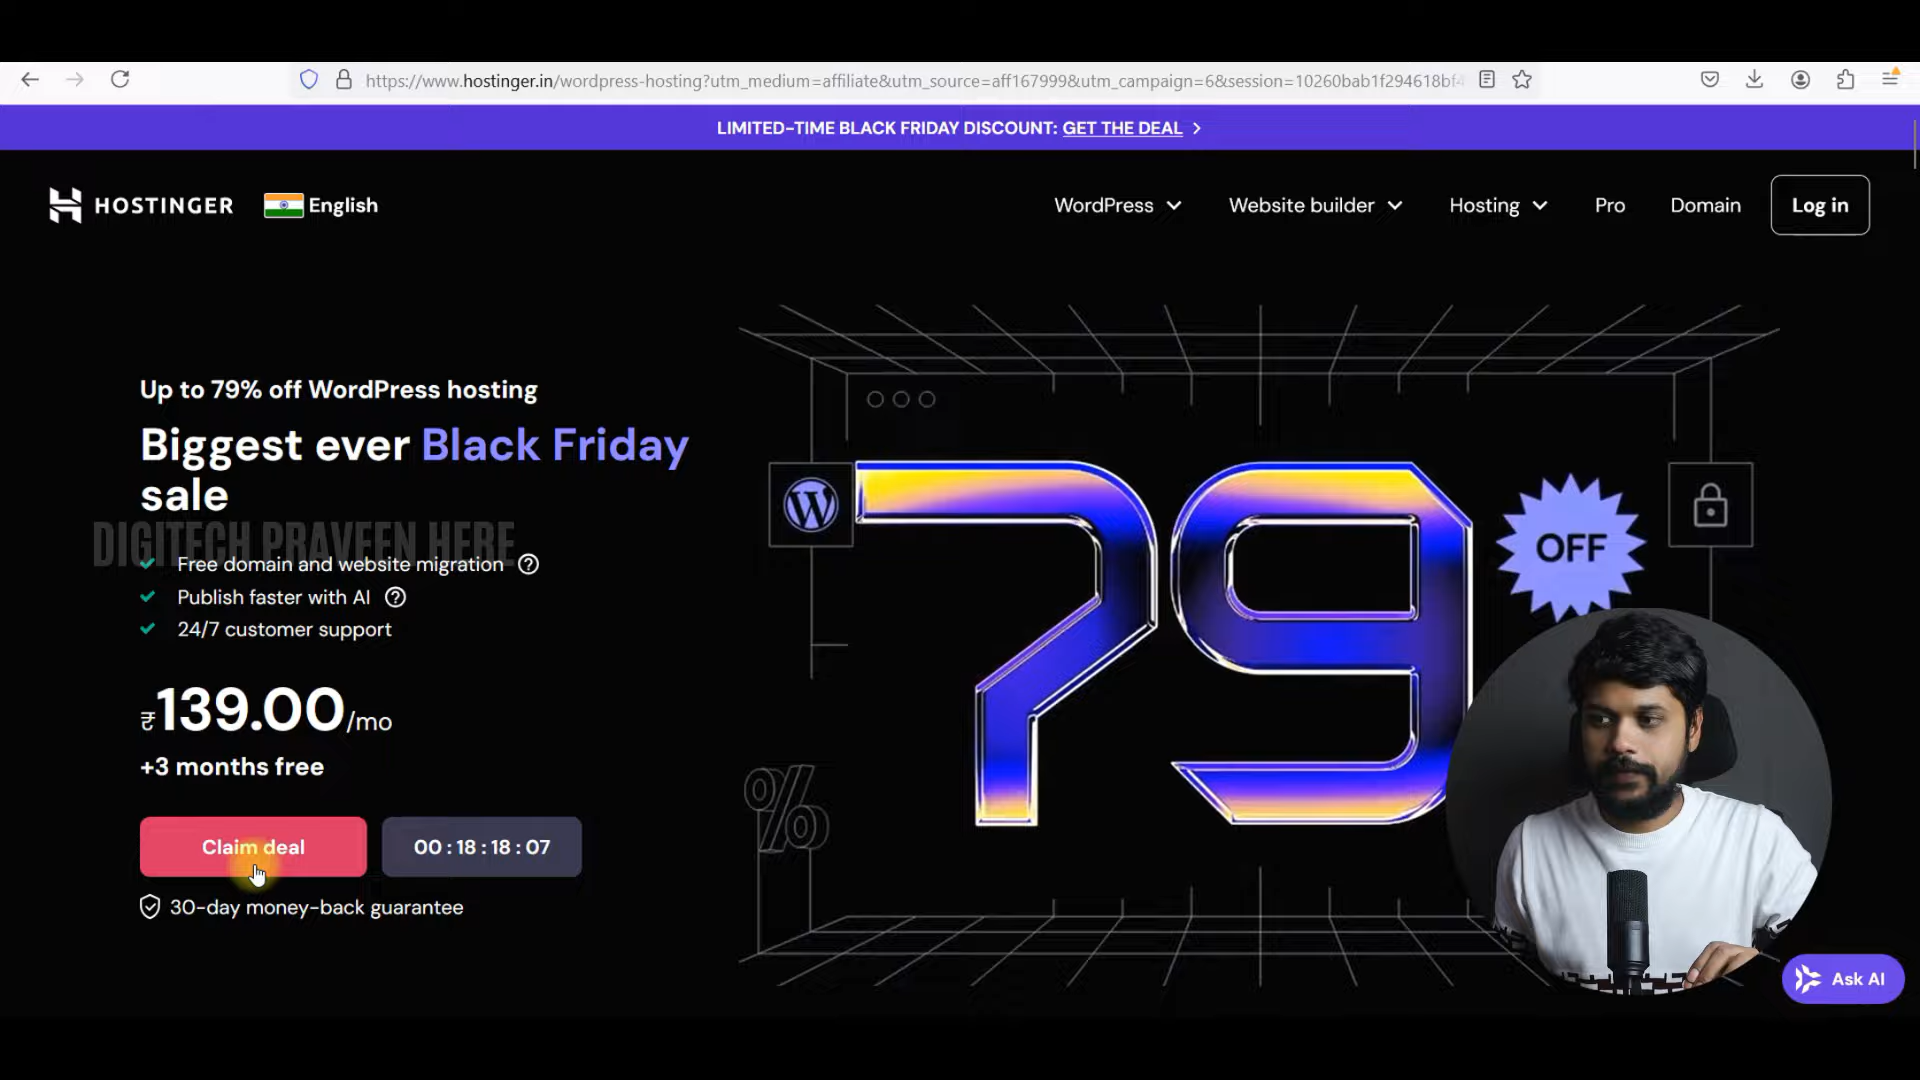 https://www.hostinger.in/wordpress-hosting?utm_medium=affiliate&utm_source=aff167999&utm_campaign=6&session=10260bab1f294618bf4
LIMITED-TIME BLACK FRIDAY DISCOUNT: GET THE DEAL >
HOSTINGER English WordPress Website builder Hosting Pro Domain Log in
Up to 79% off WordPress hosting
Biggest ever Black Friday
sale
DIGITECH PRAVEEN HERE
Free domain and website migration
Publish faster with AI
24/7 customer support
₹139.00/mo
+3 months free
Claim deal
00 : 18 : 18 : 07
30-day money-back guarantee
79
OFF
%
Ask AI